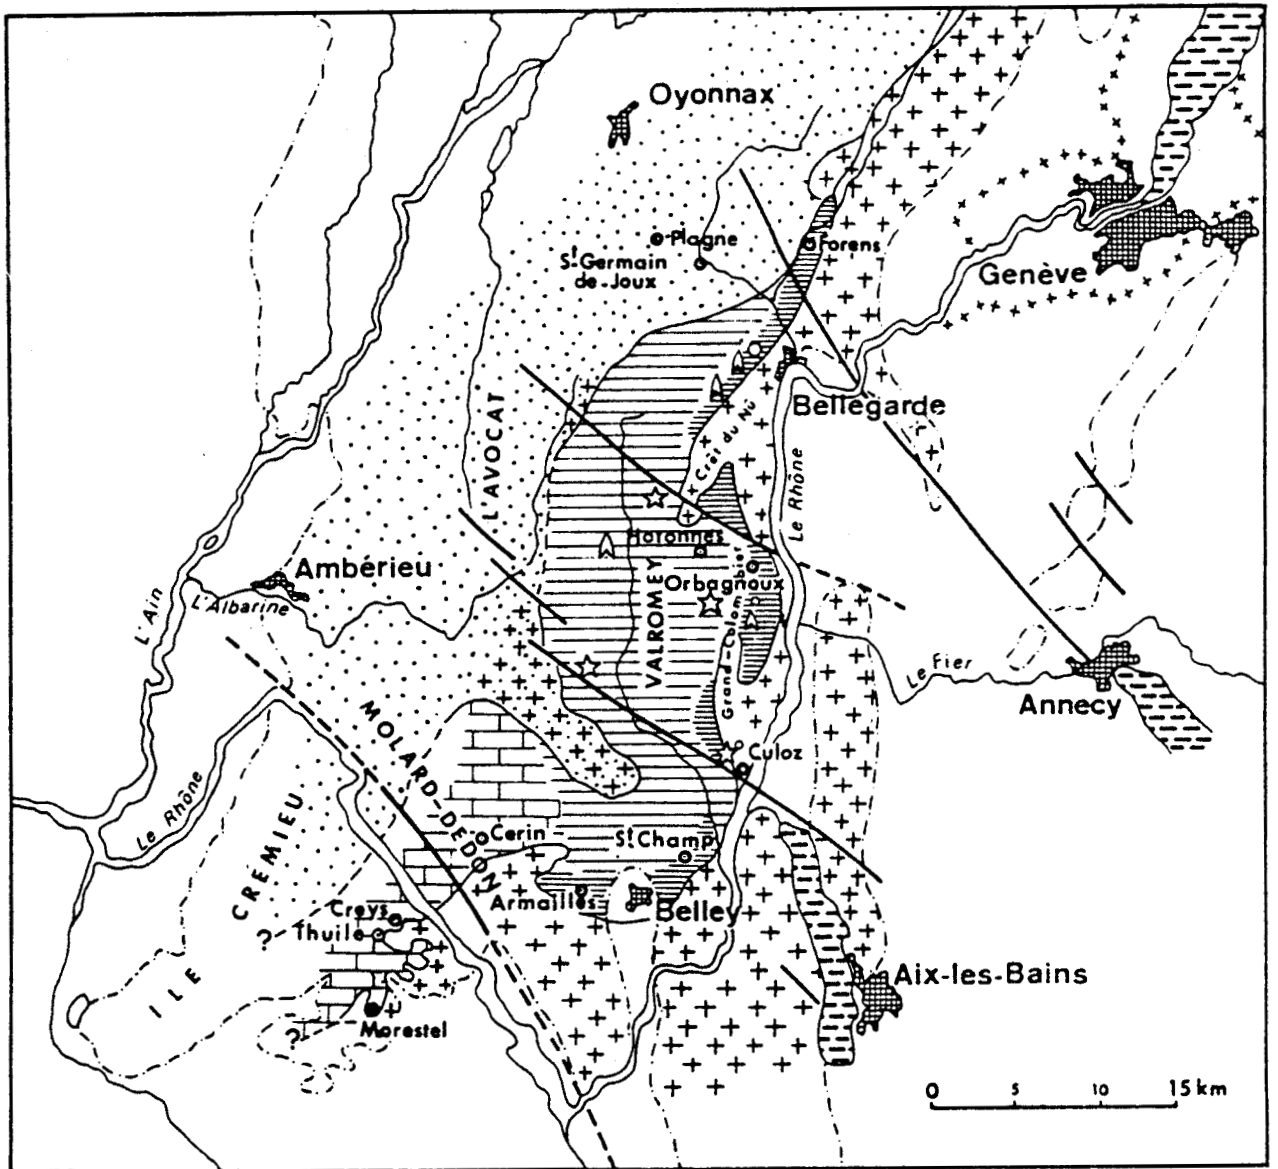 Oyonnax
Plagne
Forens
St Germain
de-Joux
Genève
Bellegarde
Crêt du Nû
L'AVOCAT
Le Rhône
Hotonnes
Ambérieu
Orbagnoux
L'Albarine
L'Ain
VALROMEY
Grand-Colombier
Le Fier
Annecy
MOLARD-DEDON
Culoz
Le Rhône
Cerin
St Champ
CREMIEU
Armailles
Belley
Creys
?
Thuile
ILE
Aix-les-Bains
Morestel
?
0 5 10 15 km